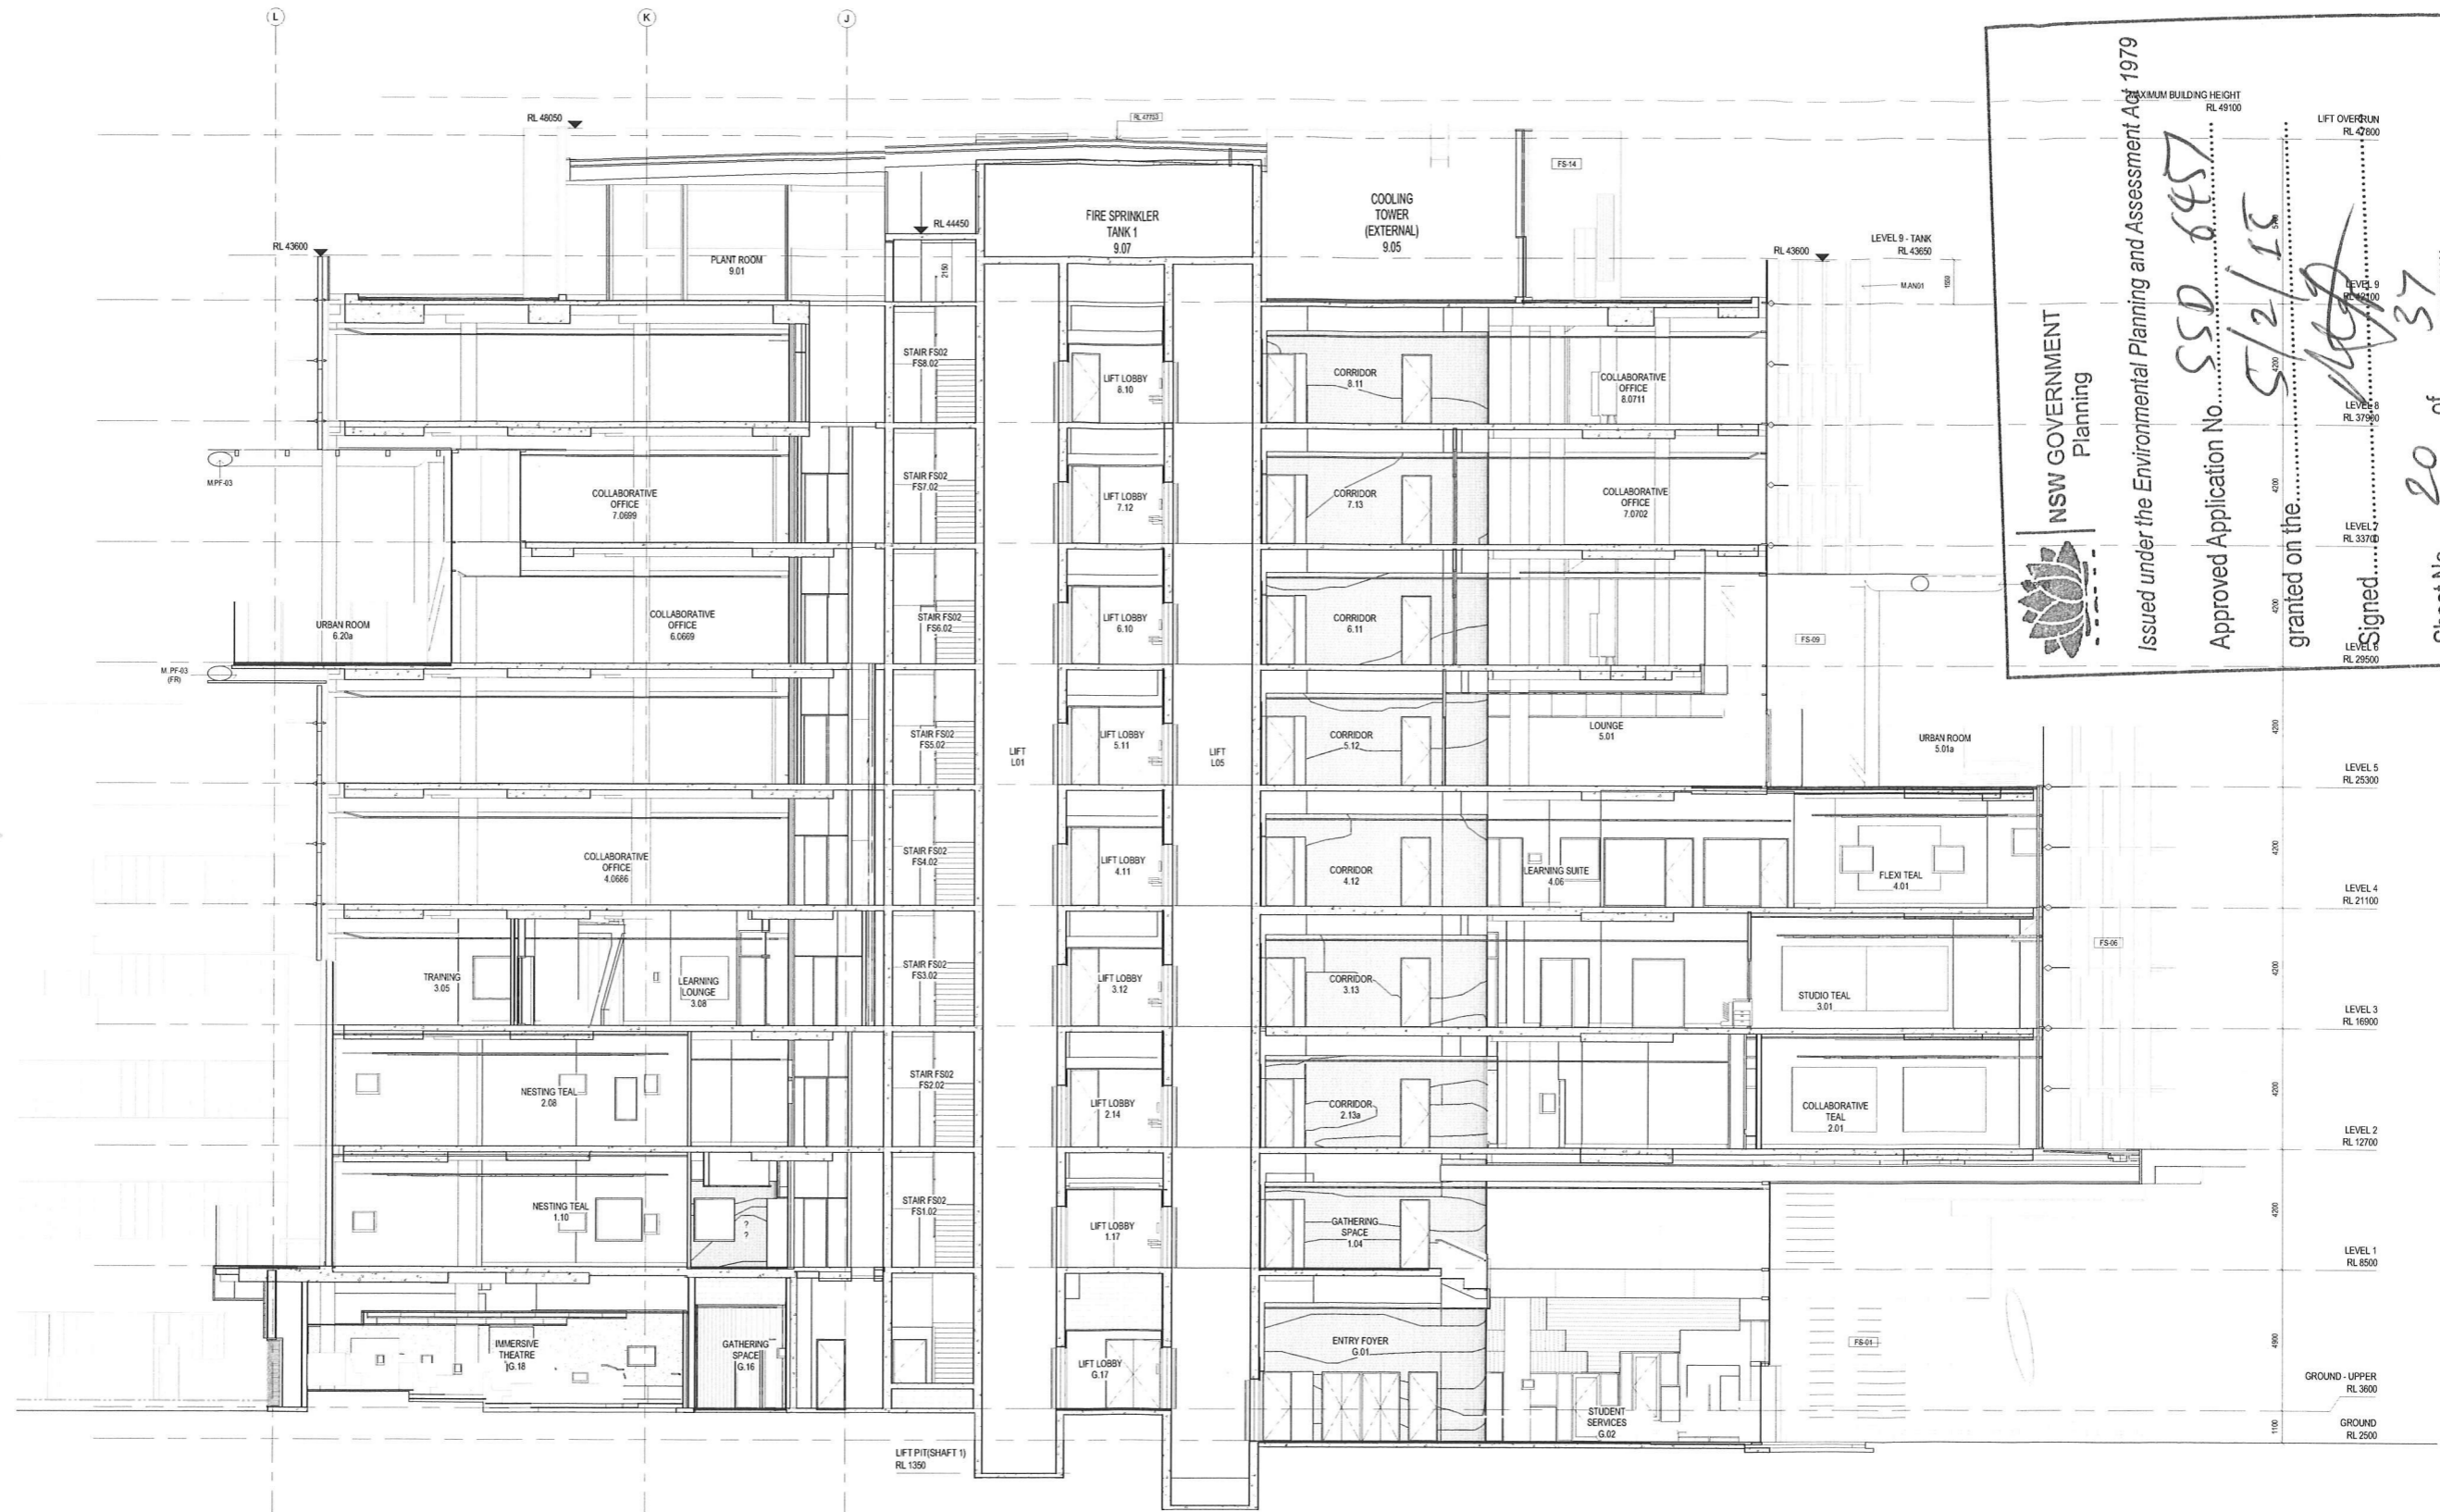 L
K
J
RL 48050
RL 47753
MAXIMUM BUILDING HEIGHT
RL 49100
LIFT OVERRUN
RL 47800
FS-14
FIRE SPRINKLER
TANK 1
9.07
COOLING
TOWER
(EXTERNAL)
9.05
RL 44450
RL 43600
PLANT ROOM
9.01
2150
RL 43600
LEVEL 9 - TANK
RL 43650
M.AN01
1550
LEVEL 9
RL 42100
STAIR FS02
FS8.02
LIFT LOBBY
8.10
CORRIDOR
8.11
COLLABORATIVE
OFFICE
8.0711
4200
LEVEL 8
RL 37900
M.PF-03
COLLABORATIVE
OFFICE
7.0699
STAIR FS02
FS7.02
LIFT LOBBY
7.12
CORRIDOR
7.13
COLLABORATIVE
OFFICE
7.0702
4200
LEVEL 7
RL 33700
URBAN ROOM
6.20a
COLLABORATIVE
OFFICE
6.0669
STAIR FS02
FS6.02
LIFT LOBBY
6.10
CORRIDOR
6.11
FS-09
4200
LEVEL 6
RL 29500
M.PF-03
(FR)
STAIR FS02
FS5.02
LIFT
L01
LIFT LOBBY
5.11
LIFT
L05
CORRIDOR
5.12
LOUNGE
5.01
URBAN ROOM
5.01a
4200
LEVEL 5
RL 25300
COLLABORATIVE
OFFICE
4.0686
STAIR FS02
FS4.02
LIFT LOBBY
4.11
CORRIDOR
4.12
LEARNING SUITE
4.06
FLEXI TEAL
4.01
4200
LEVEL 4
RL 21100
TRAINING
3.05
LEARNING
LOUNGE
3.08
STAIR FS02
FS3.02
LIFT LOBBY
3.12
CORRIDOR
3.13
STUDIO TEAL
3.01
FS-06
4200
LEVEL 3
RL 16900
NESTING TEAL
2.08
STAIR FS02
FS2.02
LIFT LOBBY
2.14
CORRIDOR
2.13a
COLLABORATIVE
TEAL
2.01
4200
LEVEL 2
RL 12700
NESTING TEAL
1.10
?
?
STAIR FS02
FS1.02
LIFT LOBBY
1.17
GATHERING
SPACE
1.04
4200
LEVEL 1
RL 8500
IMMERSIVE
THEATRE
G.18
GATHERING
SPACE
G.16
LIFT LOBBY
G.17
ENTRY FOYER
G.01
STUDENT
SERVICES
G.02
FS-01
4900
GROUND - UPPER
RL 3600
1100
GROUND
RL 2500
LIFT PIT(SHAFT 1)
RL 1350
NSW GOVERNMENT
Planning
Issued under the Environmental Planning and Assessment Act 1979
Approved Application No. SSD 6457
granted on the 5/2/15
Signed
Sheet No. 20 of 37